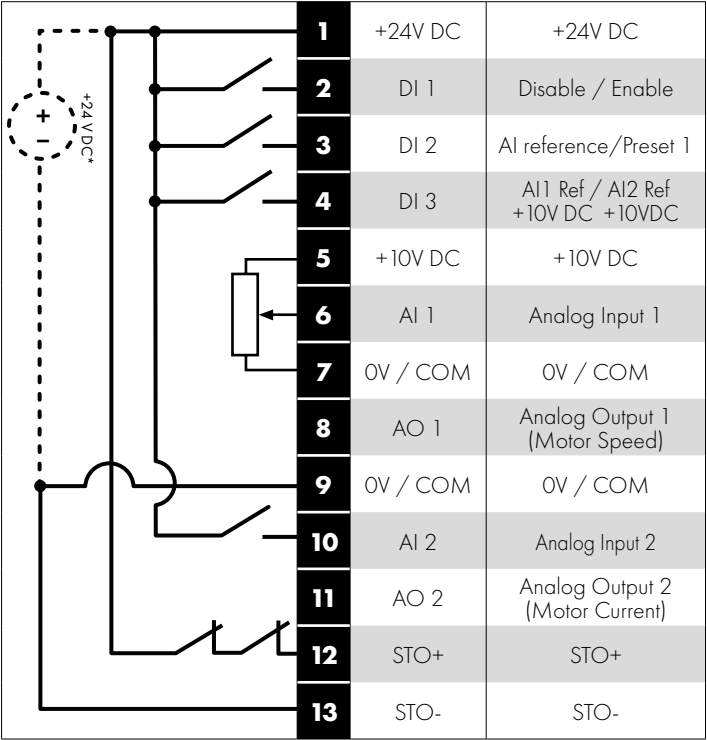 1 +24V DC +24V DC
2 DI 1 Disable / Enable
+24 V DC*
+
−
3 DI 2 AI reference/Preset 1
4 DI 3 AI1 Ref / AI2 Ref
+10V DC +10VDC
5 +10V DC +10V DC
6 AI 1 Analog Input 1
7 0V / COM 0V / COM
8 AO 1 Analog Output 1
(Motor Speed)
9 0V / COM 0V / COM
10 AI 2 Analog Input 2
11 AO 2 Analog Output 2
(Motor Current)
12 STO+ STO+
13 STO- STO-